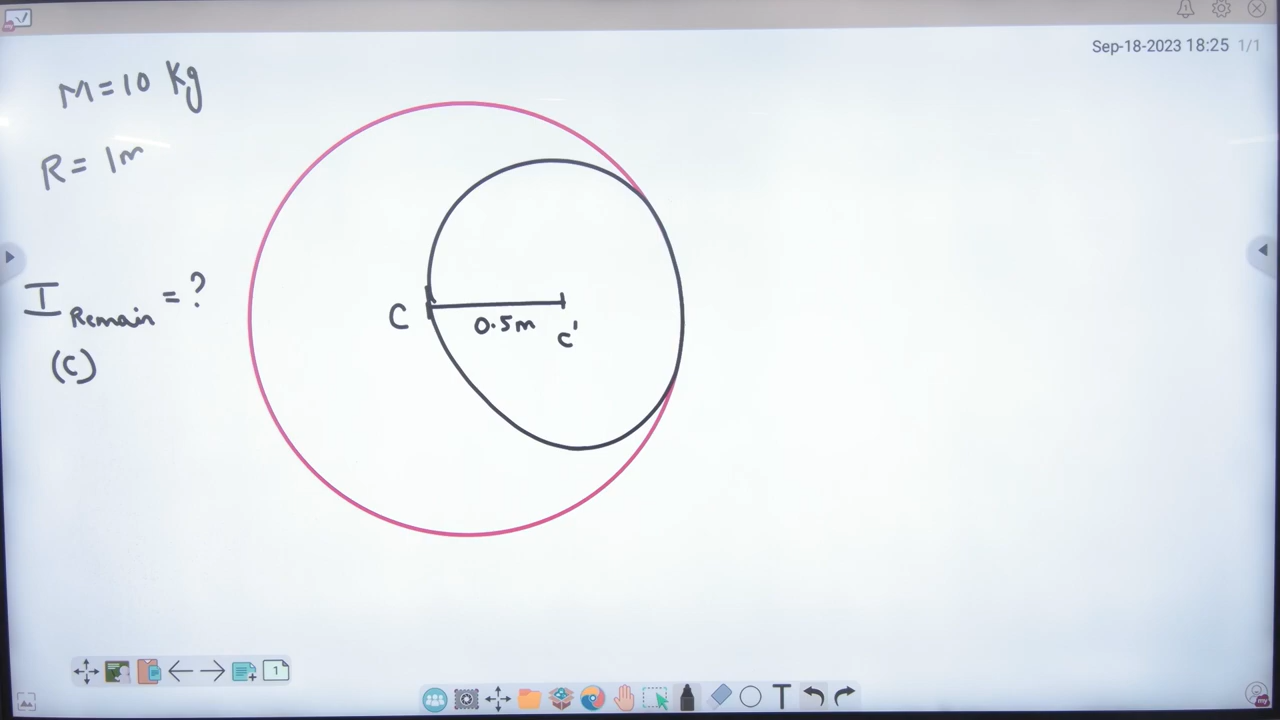 Sep-18-2023 18:25 1/1
M = 10 Kg
R = 1m
I Remain = ?
(C)
C
0.5m
c'
1
T